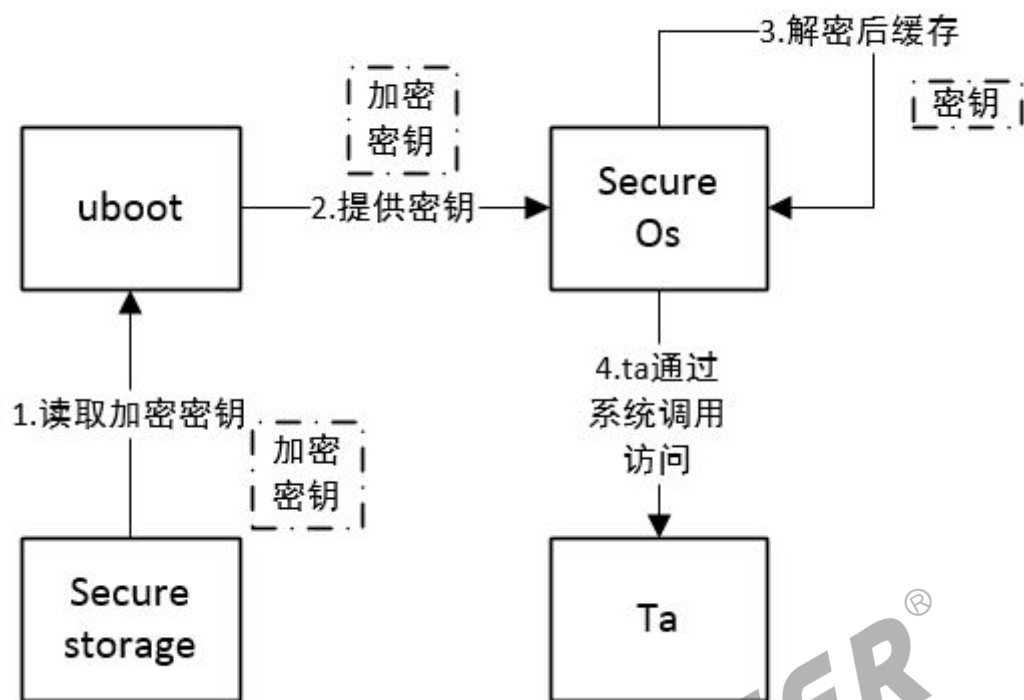 3.解密后缓存
加密
密钥
密钥
uboot
2.提供密钥
Secure
Os
1.读取加密密钥
加密
密钥
4.ta通过
系统调用
访问
Secure
storage
Ta
®